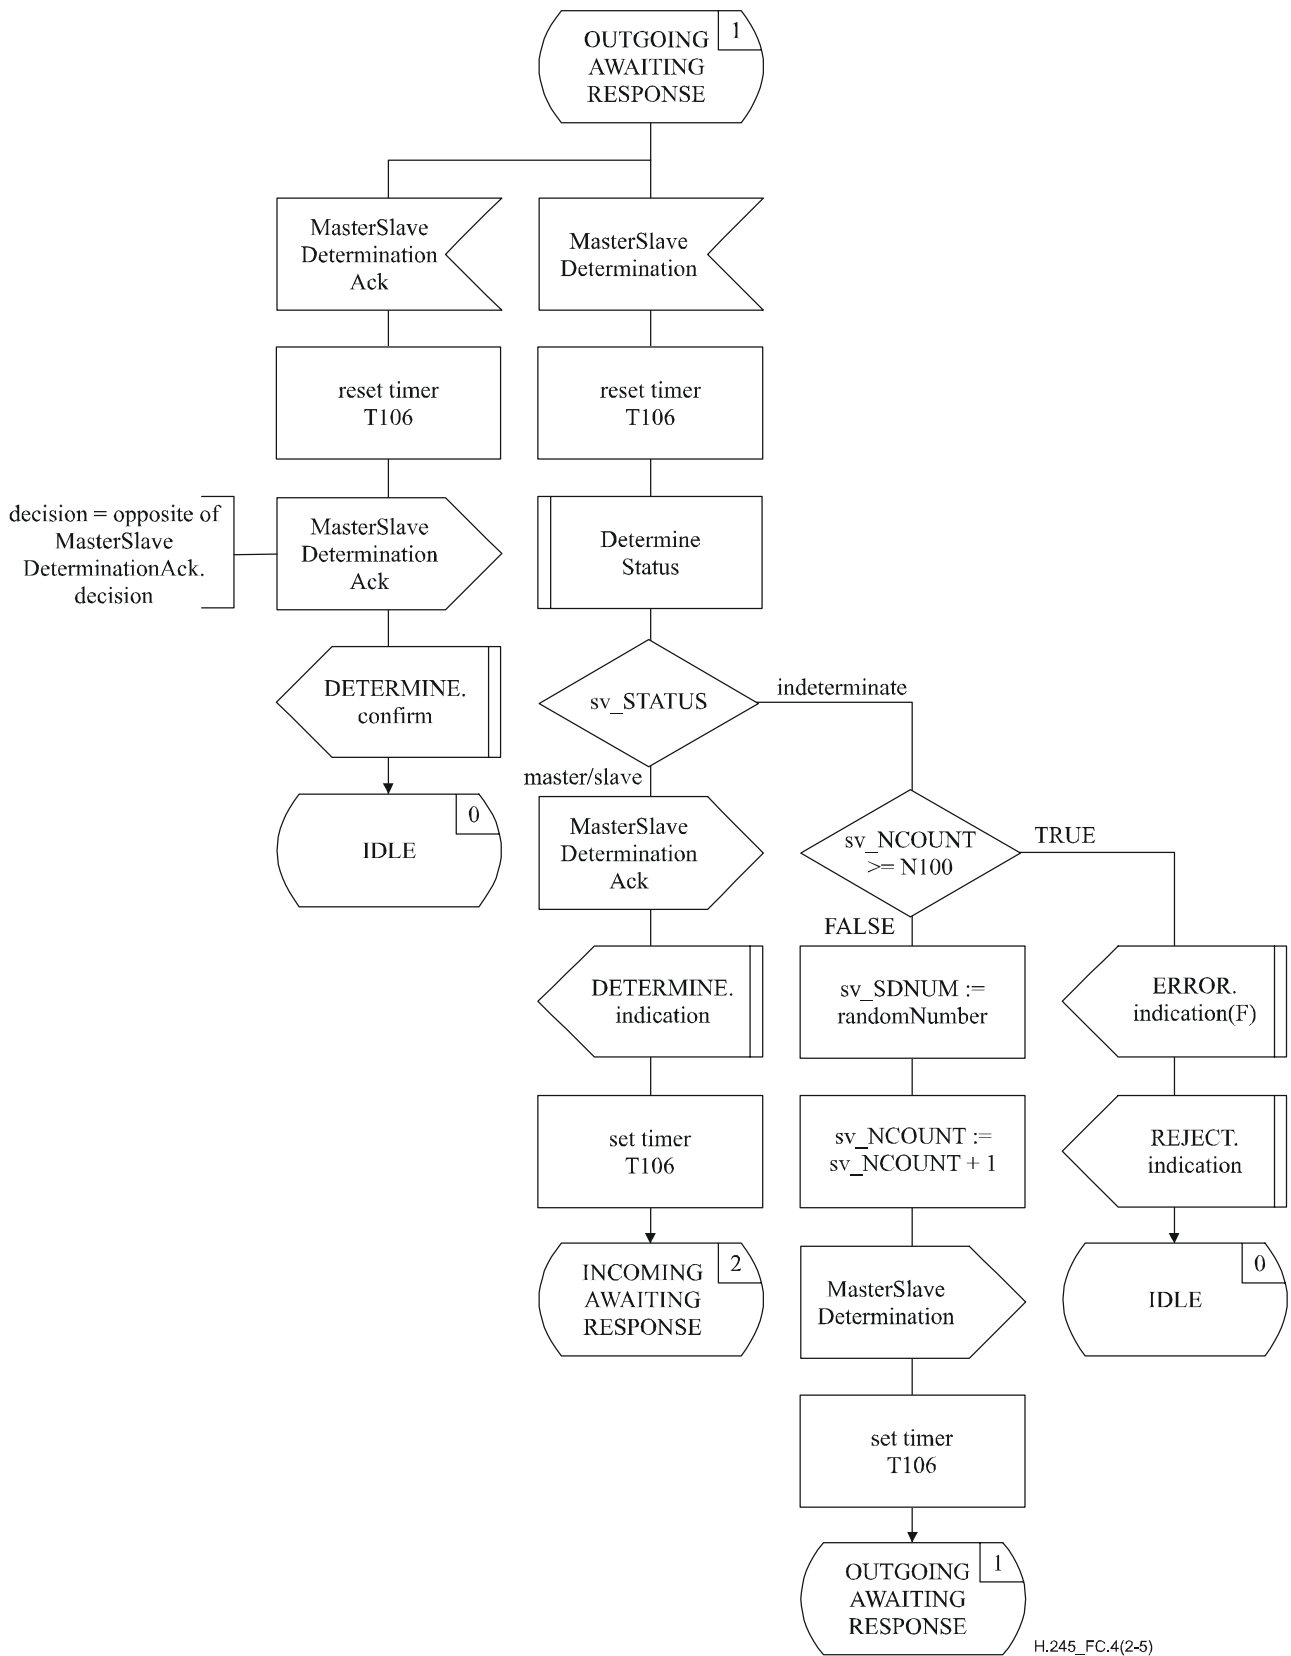 OUTGOING
AWAITING
RESPONSE
1
MasterSlave
Determination
Ack
MasterSlave
Determination
reset timer
T106
reset timer
T106
decision = opposite of
MasterSlave
DeterminationAck.
decision
MasterSlave
Determination
Ack
Determine
Status
DETERMINE.
confirm
sv_STATUS
indeterminate
master/slave
IDLE
0
MasterSlave
Determination
Ack
sv_NCOUNT
>= N100
TRUE
FALSE
DETERMINE.
indication
sv_SDNUM :=
randomNumber
ERROR.
indication(F)
set timer
T106
sv_NCOUNT :=
sv_NCOUNT + 1
REJECT.
indication
INCOMING
AWAITING
RESPONSE
2
MasterSlave
Determination
IDLE
0
set timer
T106
OUTGOING
AWAITING
RESPONSE
1
H.245_FC.4(2-5)